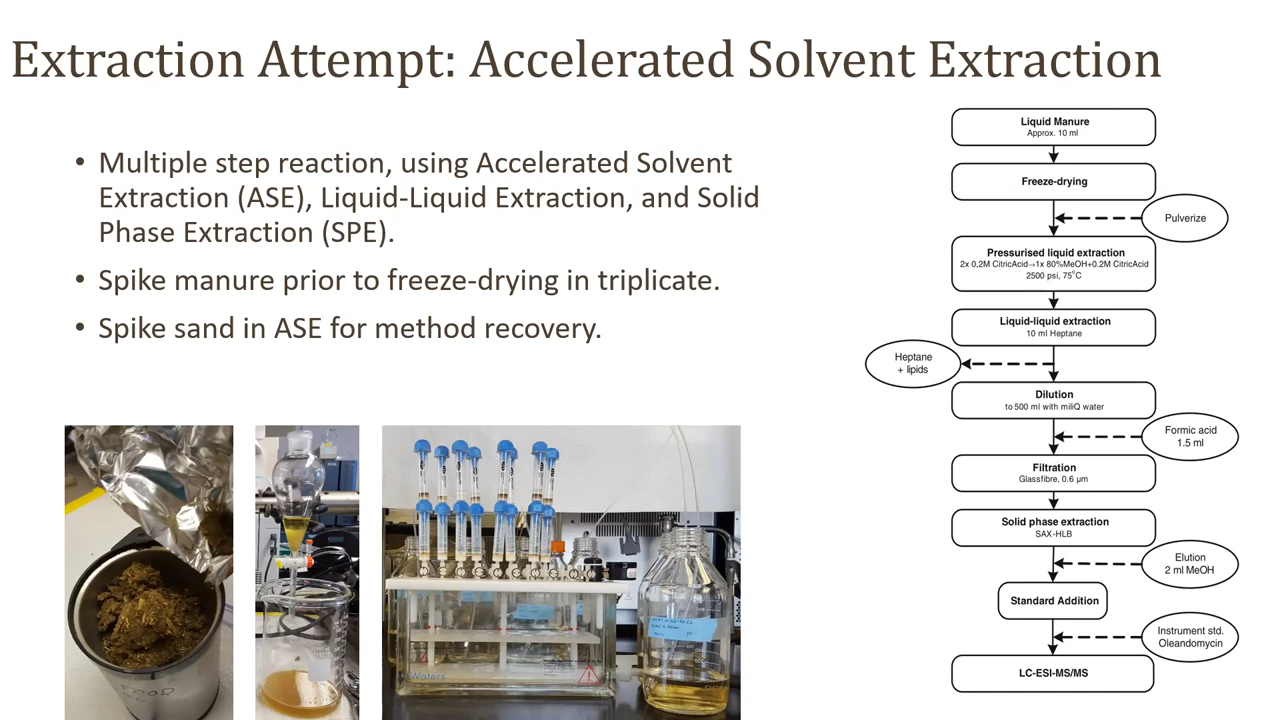 Extraction Attempt: Accelerated Solvent Extraction
• Multiple step reaction, using Accelerated Solvent
Extraction (ASE), Liquid-Liquid Extraction, and Solid
Phase Extraction (SPE).
• Spike manure prior to freeze-drying in triplicate.
• Spike sand in ASE for method recovery.
Liquid Manure
Approx. 10 ml
Freeze-drying
Pulverize
Pressurised liquid extraction
2x 0,2M CitricAcid→1x 80%MeOH+0.2M CitricAcid
2500 psi, 75°C
Liquid-liquid extraction
10 ml Heptane
Heptane
+ lipids
Dilution
to 500 ml with miliQ water
Formic acid
1.5 ml
Filtration
Glassfibre, 0.6 µm
Solid phase extraction
SAX-HLB
Elution
2 ml MeOH
Standard Addition
Instrument std.
Oleandomycin
LC-ESI-MS/MS
FOOD
Waters